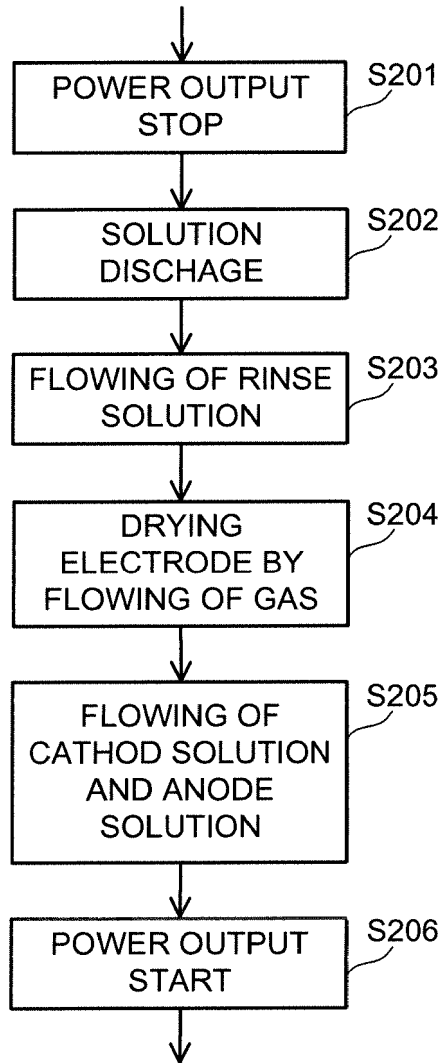 S201
POWER OUTPUT
STOP
S202
SOLUTION
DISCHAGE
S203
FLOWING OF RINSE
SOLUTION
S204
DRYING
ELECTRODE BY
FLOWING OF GAS
S205
FLOWING OF
CATHOD SOLUTION
AND ANODE
SOLUTION
S206
POWER OUTPUT
START